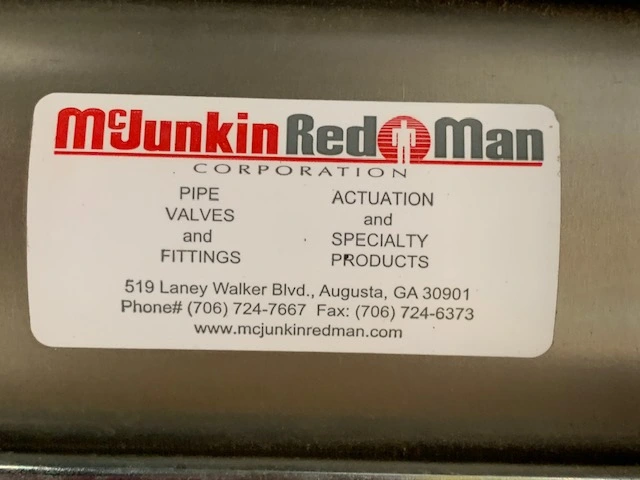 McJunkin Red Man
CORPORATION
PIPE
VALVES
and
FITTINGS
ACTUATION
and
SPECIALTY
PRODUCTS
519 Laney Walker Blvd., Augusta, GA 30901
Phone# (706) 724-7667 Fax: (706) 724-6373
www.mcjunkinredman.com